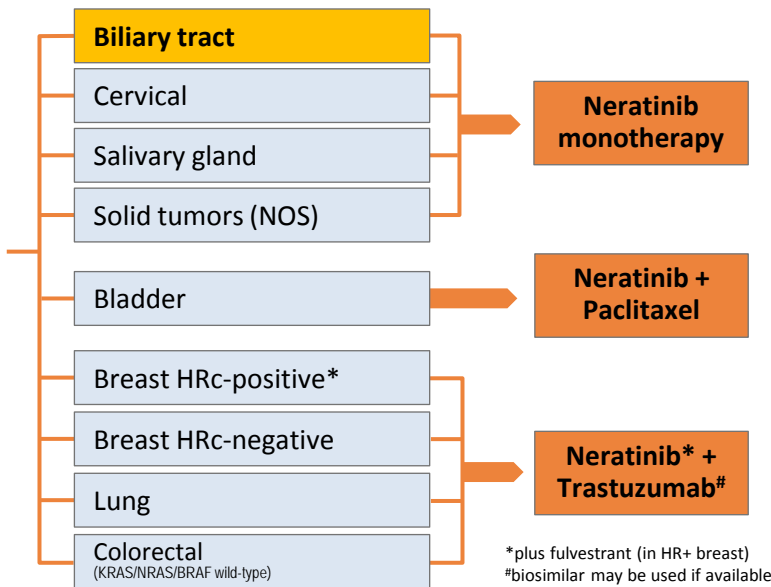 Biliary tract
Cervical
Salivary gland
Solid tumors (NOS)
Neratinib
monotherapy
Bladder
Neratinib +
Paclitaxel
Breast HRc-positive*
Breast HRc-negative
Lung
Colorectal
(KRAS/NRAS/BRAF wild-type)
Neratinib* +
Trastuzumab#
*plus fulvestrant (in HR+ breast)
#biosimilar may be used if available